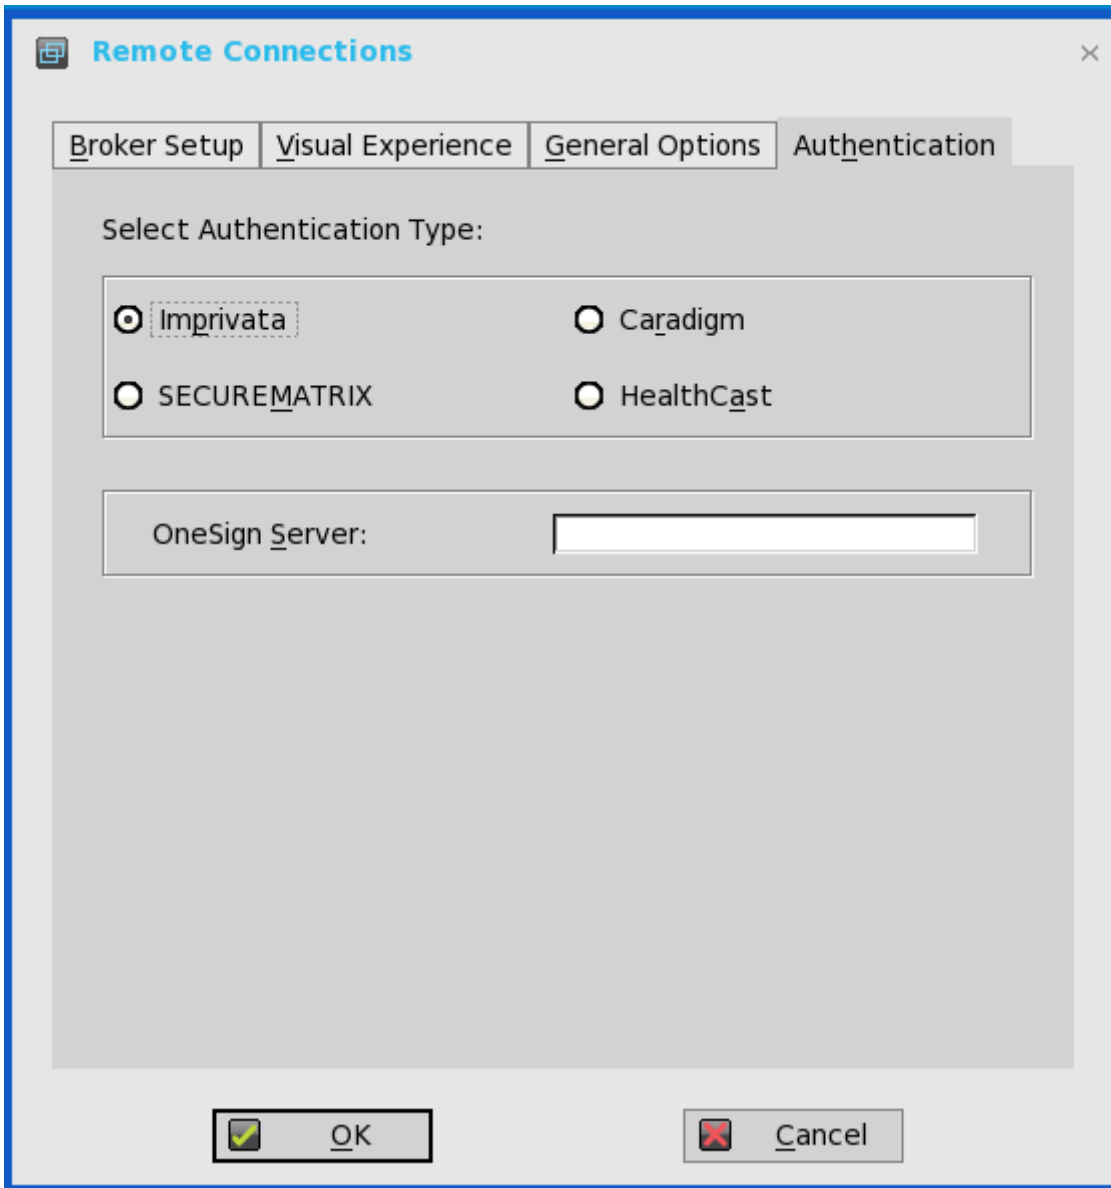 Remote Connections
Broker Setup Visual Experience General Options Authentication
Select Authentication Type:
Imprivata Caradigm
SECUREMATRIX HealthCast
OneSign Server:
OK Cancel